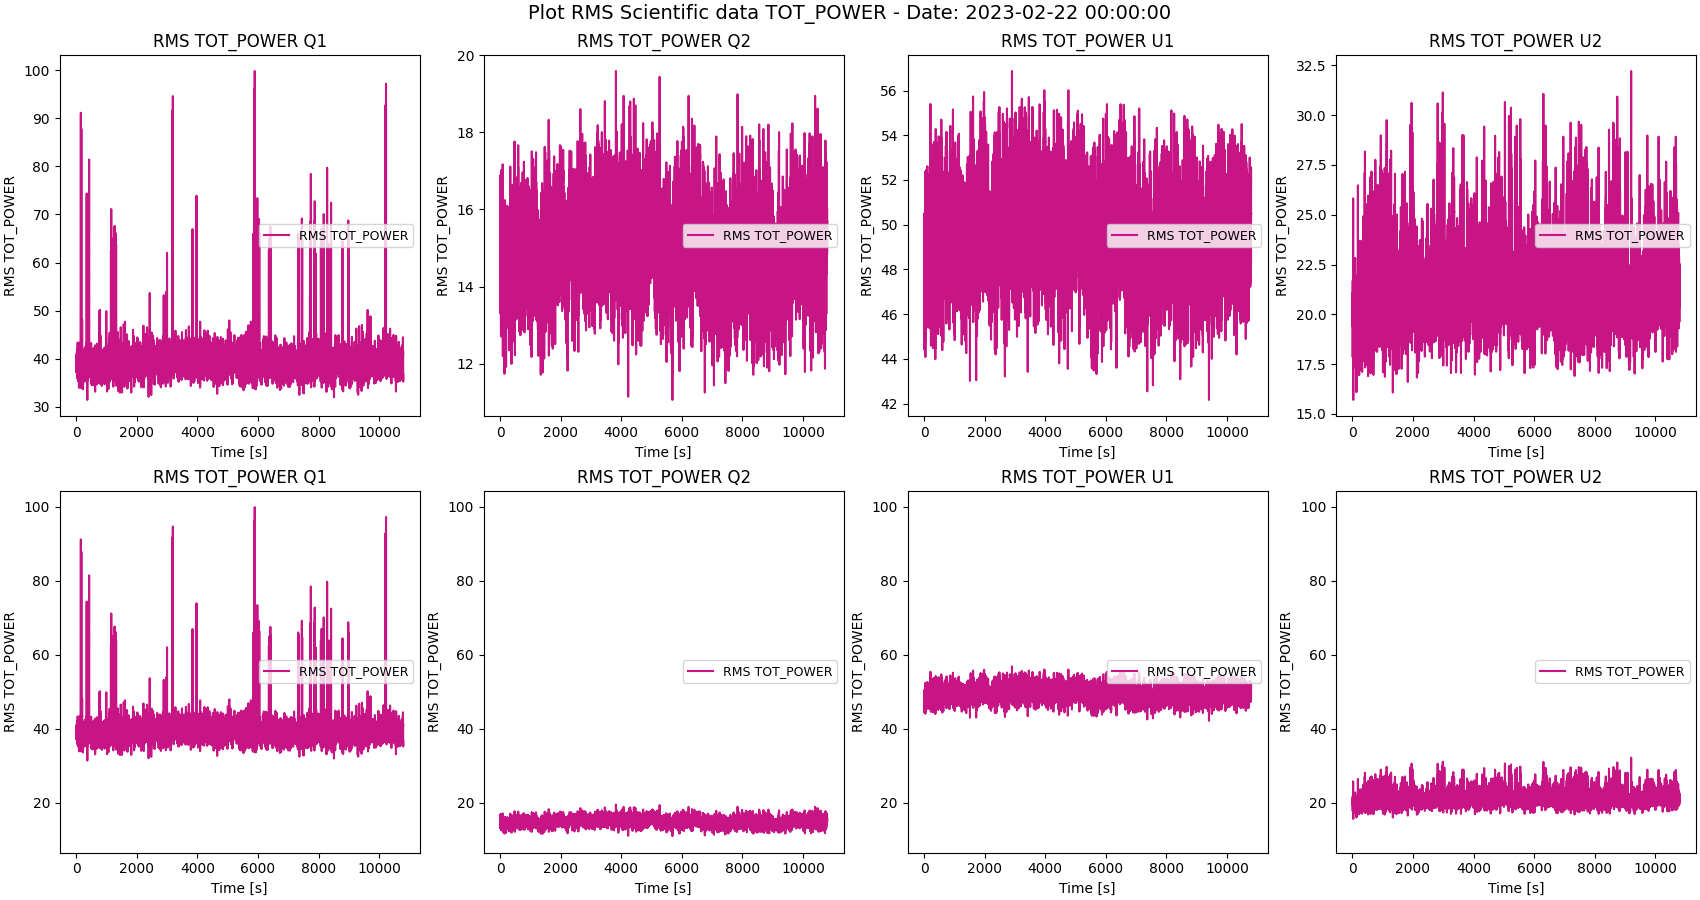 Plot RMS Scientific data TOT_POWER - Date: 2023-02-22 00:00:00
RMS TOT_POWER Q1
RMS TOT_POWER
100
90
80
70
60
50
40
30
0 2000 4000 6000 8000 10000
Time [s]
RMS TOT_POWER
RMS TOT_POWER Q2
RMS TOT_POWER
20
18
16
14
12
0 2000 4000 6000 8000 10000
Time [s]
RMS TOT_POWER
RMS TOT_POWER U1
RMS TOT_POWER
56
54
52
50
48
46
44
42
0 2000 4000 6000 8000 10000
Time [s]
RMS TOT_POWER
RMS TOT_POWER U2
RMS TOT_POWER
32.5
30.0
27.5
25.0
22.5
20.0
17.5
15.0
0 2000 4000 6000 8000 10000
Time [s]
RMS TOT_POWER
RMS TOT_POWER Q1
RMS TOT_POWER
100
80
60
40
20
0 2000 4000 6000 8000 10000
Time [s]
RMS TOT_POWER
RMS TOT_POWER Q2
RMS TOT_POWER
100
80
60
40
20
0 2000 4000 6000 8000 10000
Time [s]
RMS TOT_POWER
RMS TOT_POWER U1
RMS TOT_POWER
100
80
60
40
20
0 2000 4000 6000 8000 10000
Time [s]
RMS TOT_POWER
RMS TOT_POWER U2
RMS TOT_POWER
100
80
60
40
20
0 2000 4000 6000 8000 10000
Time [s]
RMS TOT_POWER